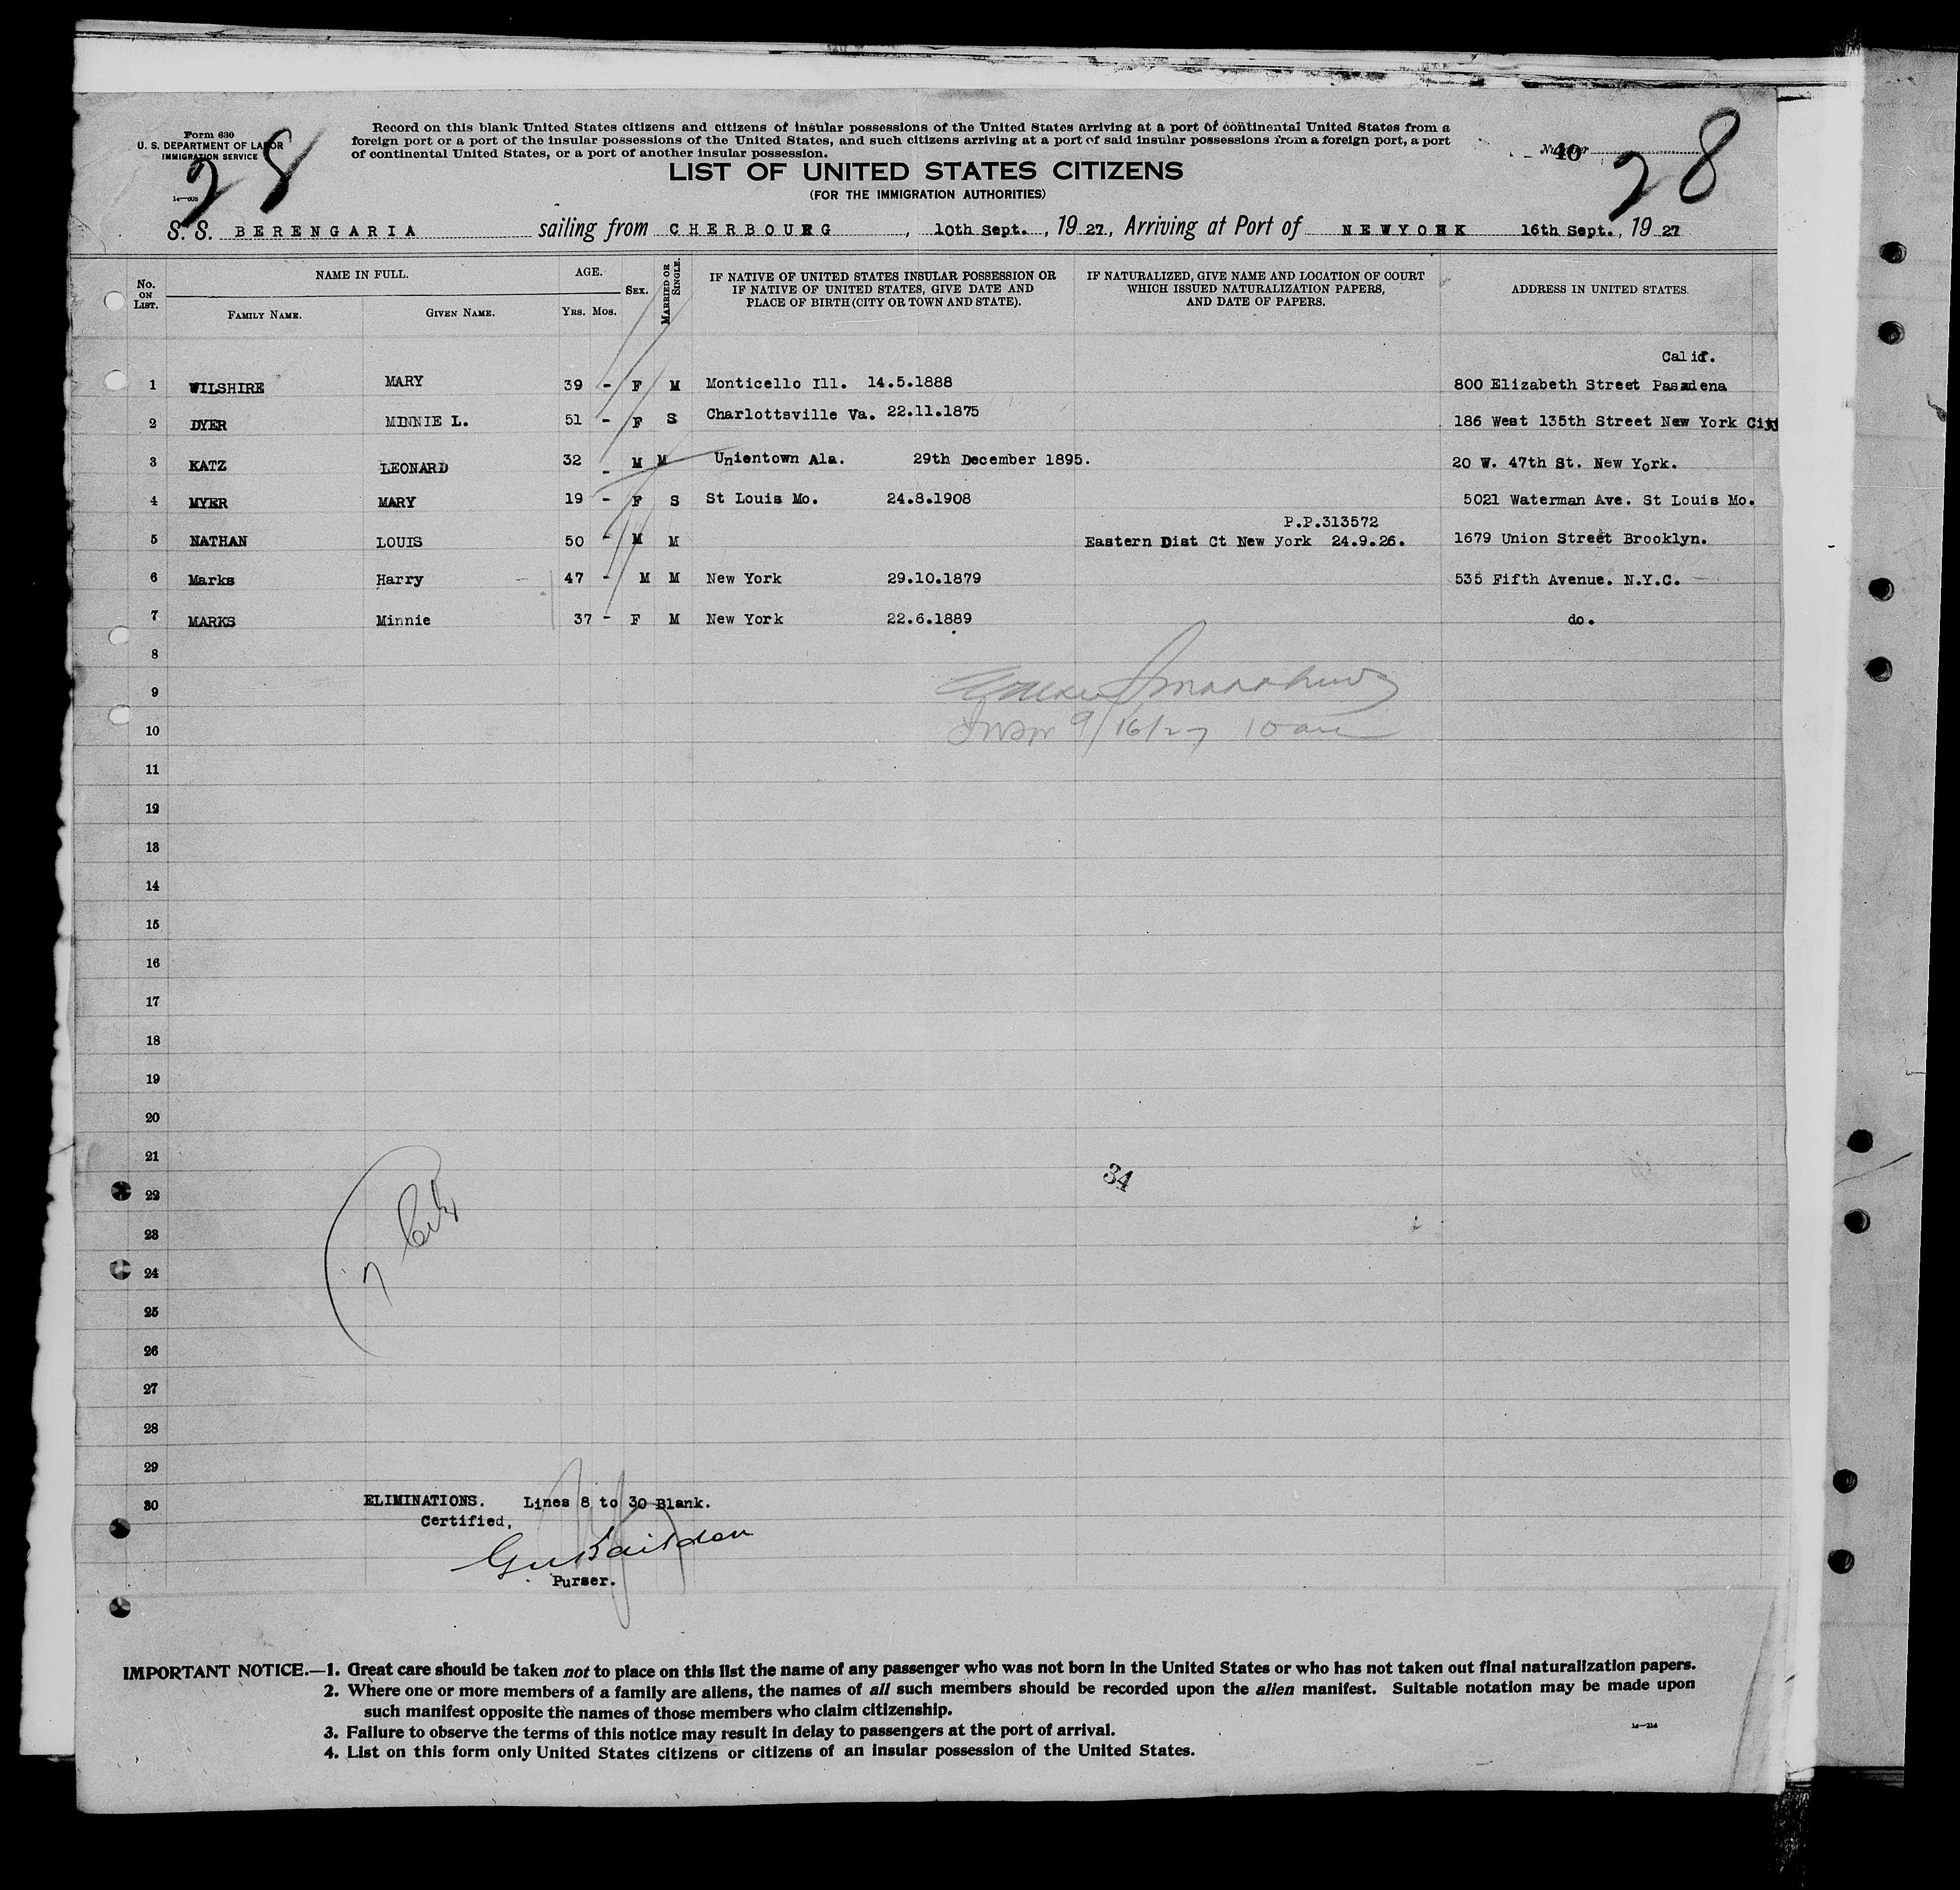 Form 630
U. S. DEPARTMENT OF LABOR
IMMIGRATION SERVICE
28
Record on this blank United States citizens and citizens of insular possessions of the United States arriving at a port of continental United States from a
foreign port or a port of the insular possessions of the United States, and such citizens arriving at a port of said insular possessions from a foreign port, a port
of continental United States, or a port of another insular possession.
Number 40
28
LIST OF UNITED STATES CITIZENS
(FOR THE IMMIGRATION AUTHORITIES)
S. S. BERENGARIA sailing from CHERBOURG, 10th Sept., 1927, Arriving at Port of NEWYORK 16th Sept., 1927
No. ON LIST. NAME IN FULL. AGE. SEX. MARRIED OR SINGLE. IF NATIVE OF UNITED STATES INSULAR POSSESSION OR IF NATIVE OF UNITED STATES, GIVE DATE AND PLACE OF BIRTH (CITY OR TOWN AND STATE). IF NATURALIZED, GIVE NAME AND LOCATION OF COURT WHICH ISSUED NATURALIZATION PAPERS, AND DATE OF PAPERS. ADDRESS IN UNITED STATES.
FAMILY NAME. GIVEN NAME. YRS. MOS.
Calif.
1 WILSHIRE MARY 39 - F M Monticello Ill. 14.5.1888 800 Elizabeth Street Pasadena
2 DYER MINNIE L. 51 - F S Charlottsville Va. 22.11.1875 186 West 135th Street New York City
3 KATZ LEONARD 32 - M M Unientown Ala. 29th December 1895. 20 W. 47th St. New York.
4 MYER MARY 19 - F S St Louis Mo. 24.8.1908 5021 Waterman Ave. St Louis Mo.
P.P.313572
5 NATHAN LOUIS 50 - M M Eastern Dist Ct New york 24.9.26. 1679 Union Street Brooklyn.
6 Marks Harry 47 - M M New York 29.10.1879 535 Fifth Avenue. N.Y.C.
7 MARKS Minnie 37 - F M New York 22.6.1889 do.
8
9
10 9/16/27 10 am
11
12
13
14
15
16
17
18
19
20
21
34
22
23
24
25
26
27
28
29
30 ELIMINATIONS. Lines 8 to 30 Blank.
Certified,
Purser.
IMPORTANT NOTICE.—1. Great care should be taken not to place on this list the name of any passenger who was not born in the United States or who has not taken out final naturalization papers.
2. Where one or more members of a family are aliens, the names of all such members should be recorded upon the alien manifest. Suitable notation may be made upon
such manifest opposite the names of those members who claim citizenship.
3. Failure to observe the terms of this notice may result in delay to passengers at the port of arrival.
4. List on this form only United States citizens or citizens of an insular possession of the United States.